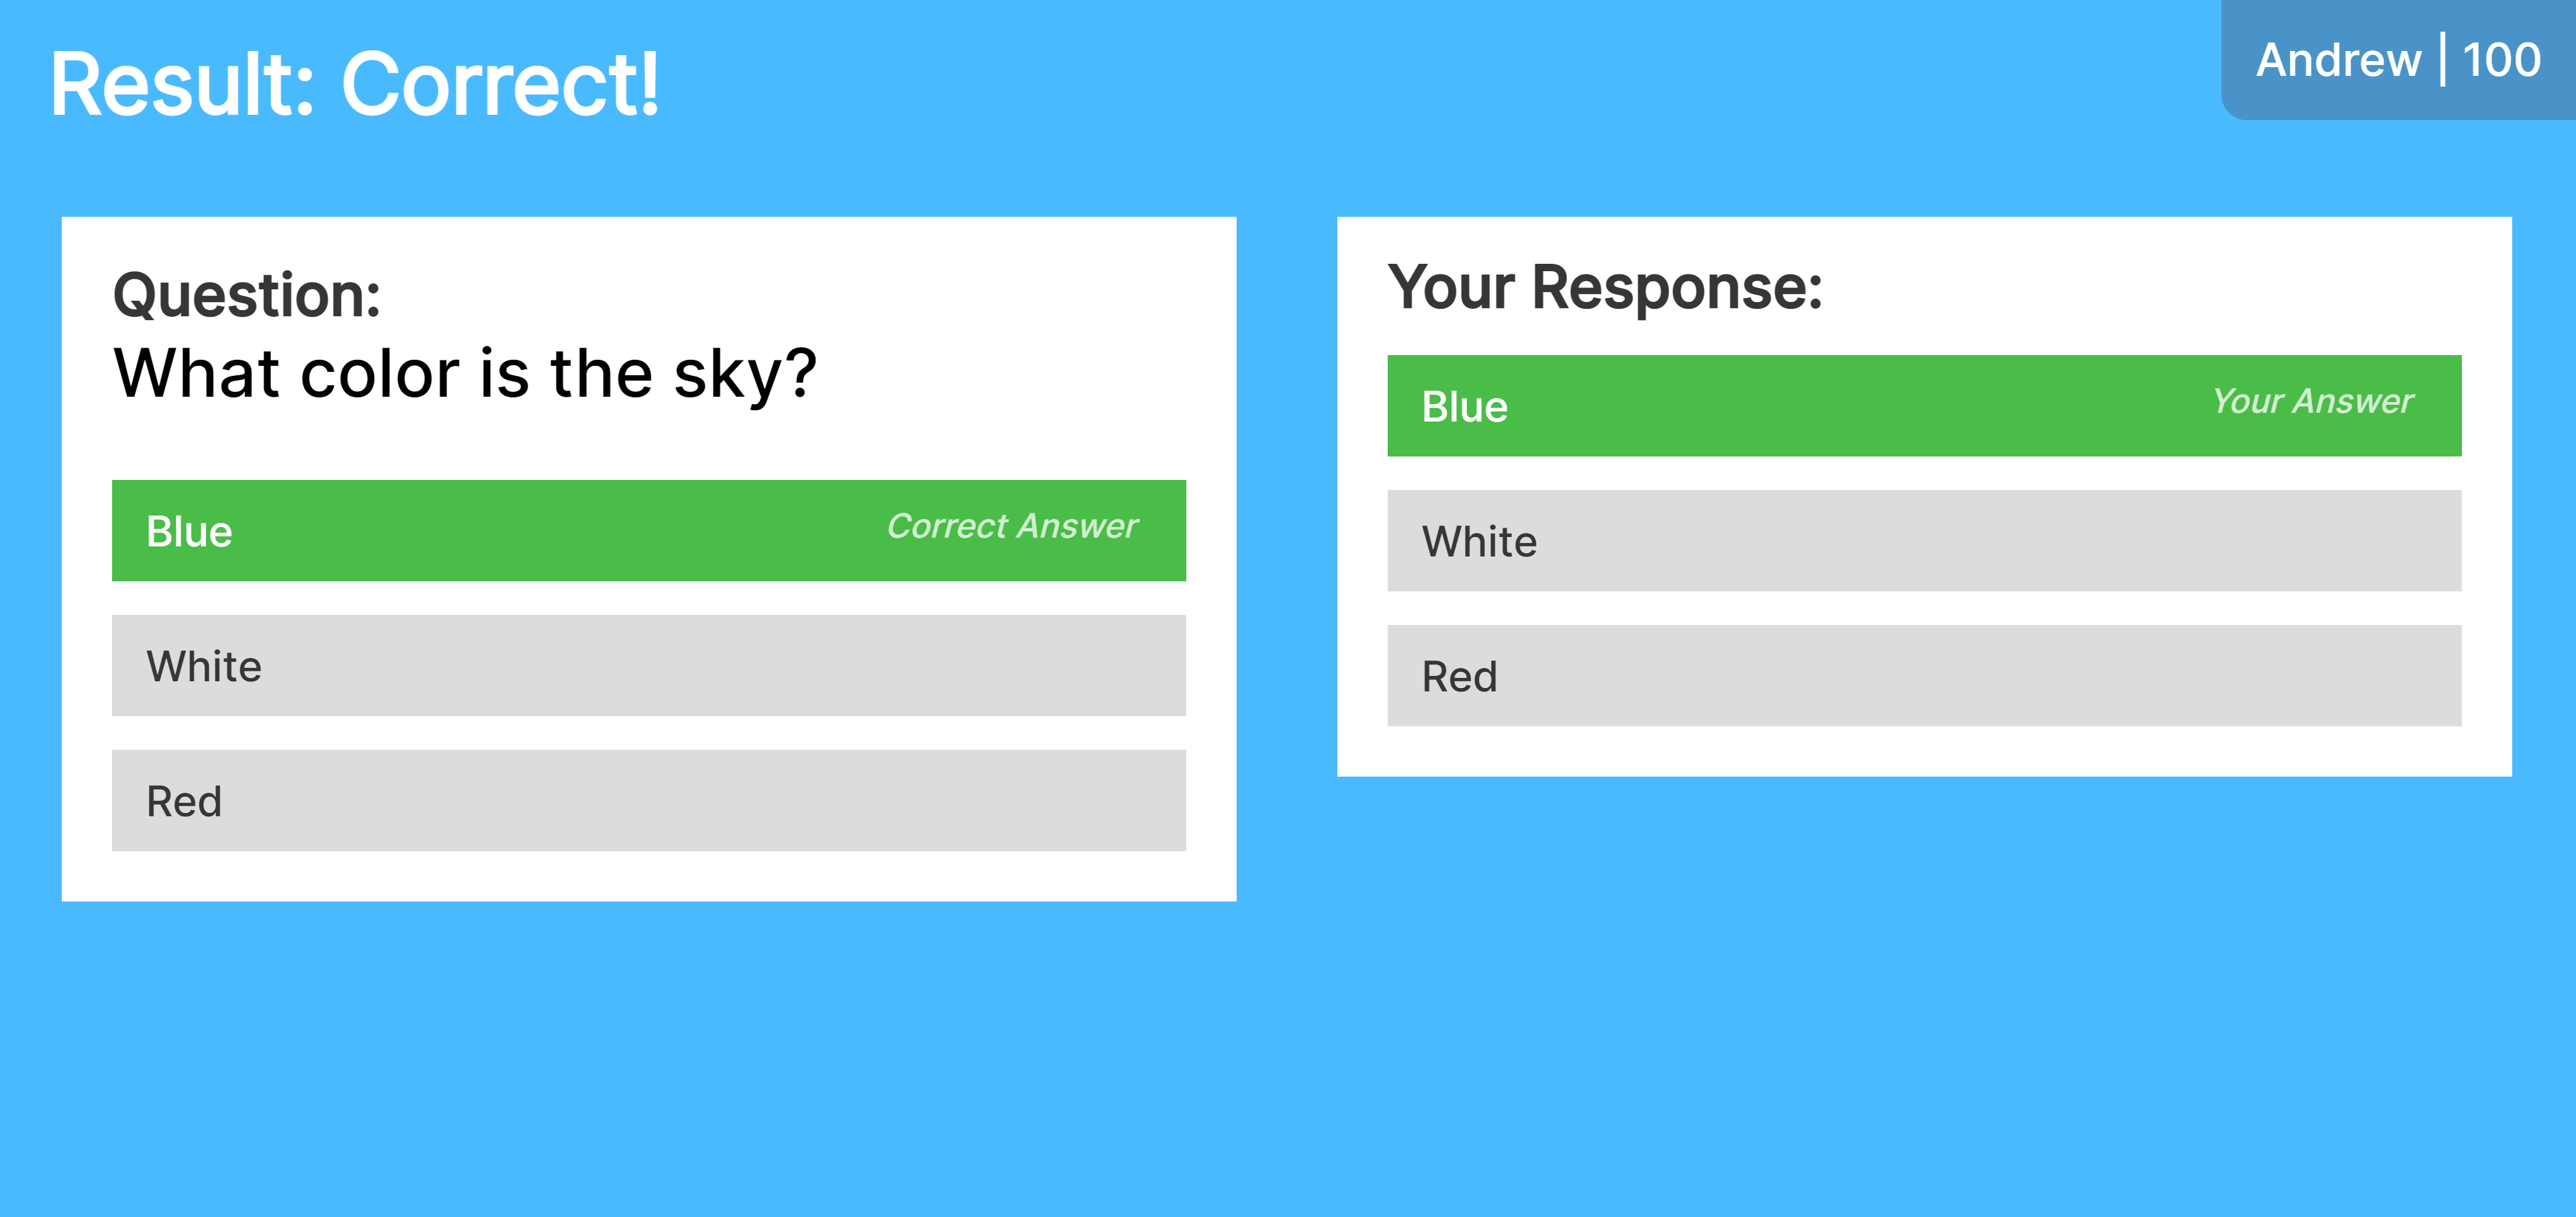 Result: Correct!
Andrew | 100
Question:
What color is the sky?
Blue
Correct Answer
White
Red
Your Response:
Blue
Your Answer
White
Red